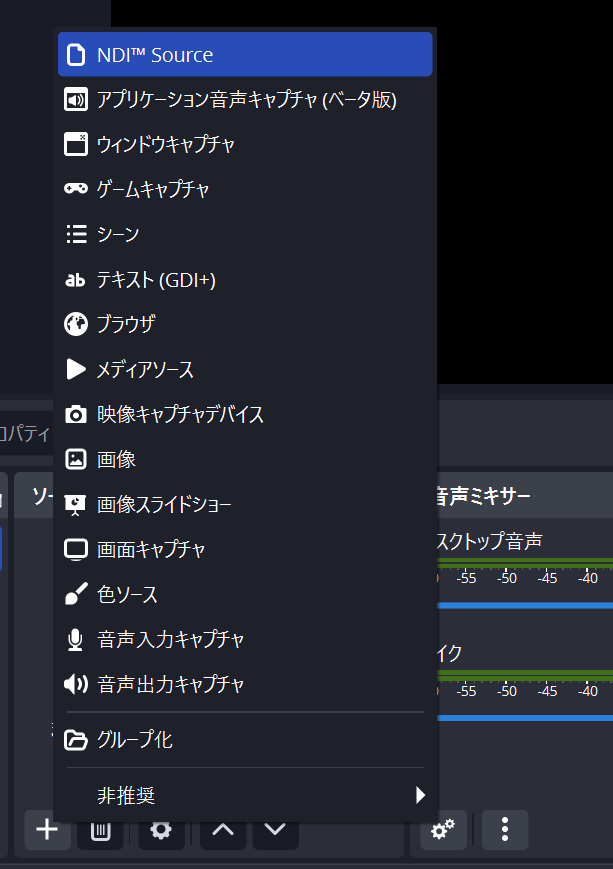 NDI™ Source
アプリケーション音声キャプチャ (ベータ版)
ウィンドウキャプチャ
ゲームキャプチャ
シーン
テキスト (GDI+)
ブラウザ
メディアソース
映像キャプチャデバイス
画像
画像スライドショー
画面キャプチャ
色ソース
音声入力キャプチャ
音声出力キャプチャ
グループ化
非推奨
ロパティ
ソー
音声ミキサー
スクトップ音声
-55 -50 -45 -40
イク
-55 -50 -45 -40